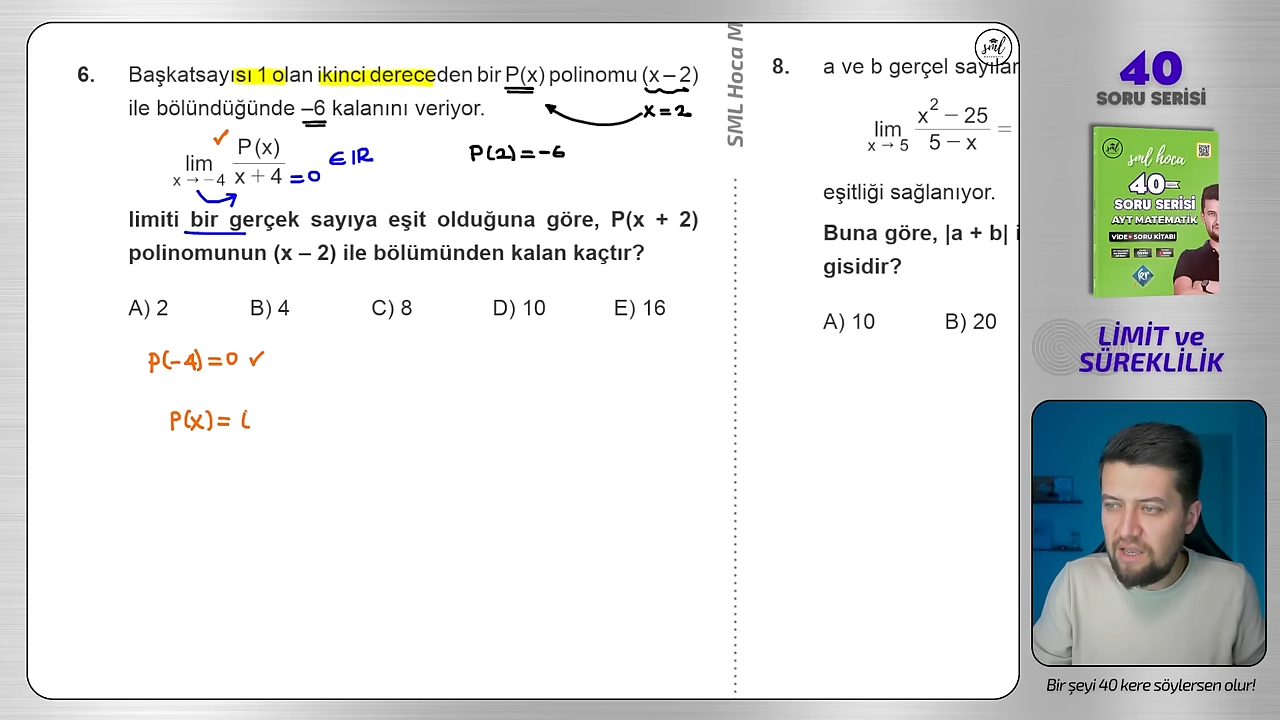 6. Başkatsayısı 1 olan ikinci dereceden bir P(x) polinomu (x – 2)
ile bölündüğünde –6 kalanını veriyor.
x = 2
P(2) = -6
✓
lim x → –4 P(x) / x + 4 = 0 ∈ IR
limiti bir gerçek sayıya eşit olduğuna göre, P(x + 2)
polinomunun (x – 2) ile bölümünden kalan kaçtır?
A) 2 B) 4 C) 8 D) 10 E) 16
P(-4) = 0 ✓
P(x) = (
SML Hoca M
8. a ve b gerçel sayılar
lim x → 5 x² – 25 / 5 – x =
eşitliği sağlanıyor.
Buna göre, |a + b| i
gisidir?
A) 10 B) 20
sml
40
SORU SERİSİ
sml hoca
40
SORU SERİSİ
AYT MATEMATİK
VİDEO SORU KİTABI
LİMİT ve
SÜREKLİLİK
Bir şeyi 40 kere söylersen olur!